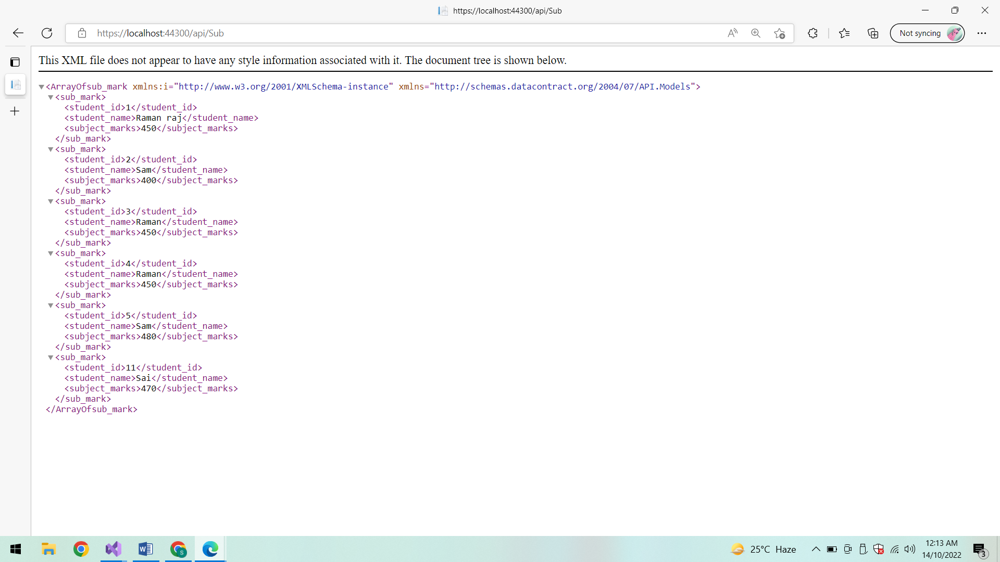 https://localhost:44300/api/Sub
https://localhost:44300/api/Sub
Not syncing
This XML file does not appear to have any style information associated with it. The document tree is shown below.
▼<ArrayOfsub_mark xmlns:i="http://www.w3.org/2001/XMLSchema-instance" xmlns="http://schemas.datacontract.org/2004/07/API.Models">
▼<sub_mark>
<student_id>1</student_id>
<student_name>Raman raj</student_name>
<subject_marks>450</subject_marks>
</sub_mark>
▼<sub_mark>
<student_id>2</student_id>
<student_name>Sam</student_name>
<subject_marks>400</subject_marks>
</sub_mark>
▼<sub_mark>
<student_id>3</student_id>
<student_name>Raman</student_name>
<subject_marks>450</subject_marks>
</sub_mark>
▼<sub_mark>
<student_id>4</student_id>
<student_name>Raman</student_name>
<subject_marks>450</subject_marks>
</sub_mark>
▼<sub_mark>
<student_id>5</student_id>
<student_name>Sam</student_name>
<subject_marks>480</subject_marks>
</sub_mark>
▼<sub_mark>
<student_id>11</student_id>
<student_name>Sai</student_name>
<subject_marks>470</subject_marks>
</sub_mark>
</ArrayOfsub_mark>
25°C Haze
12:13 AM
14/10/2022
3